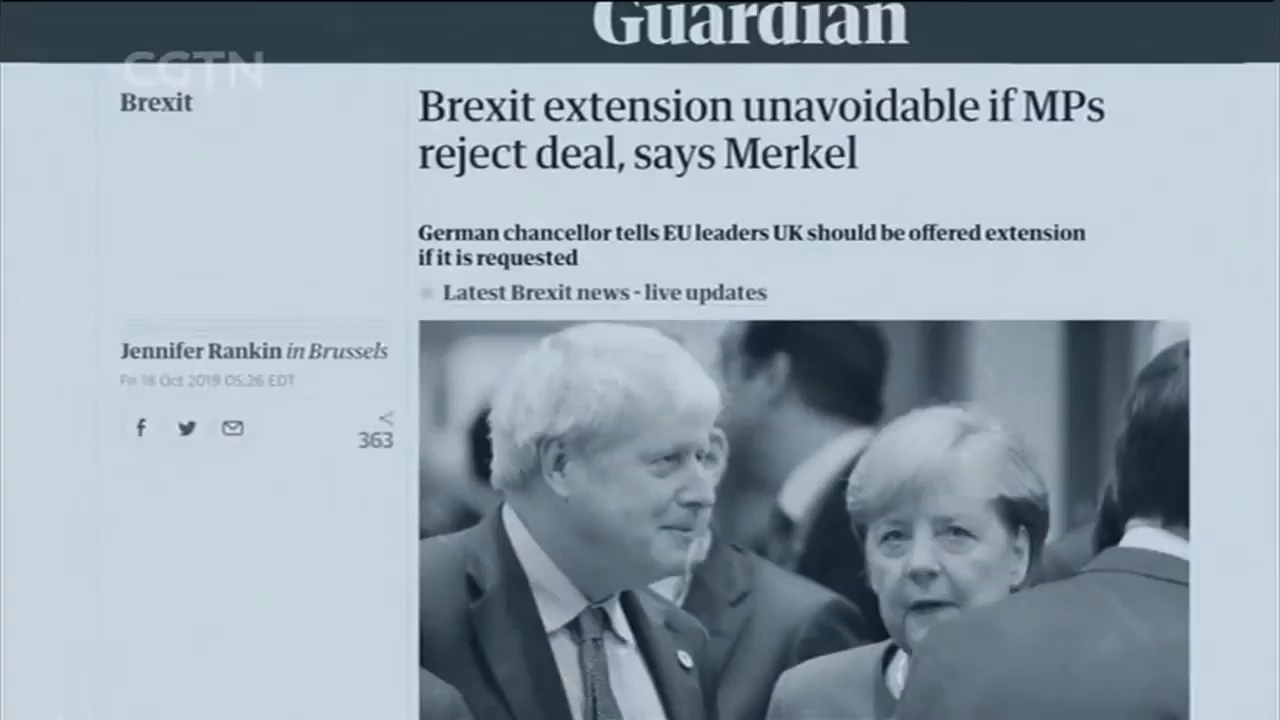 Guardian
CGTN
Brexit
Brexit extension unavoidable if MPs
reject deal, says Merkel
German chancellor tells EU leaders UK should be offered extension
if it is requested
Latest Brexit news - live updates
Jennifer Rankin in Brussels
Fri 18 Oct 2019 05.26 EDT
363